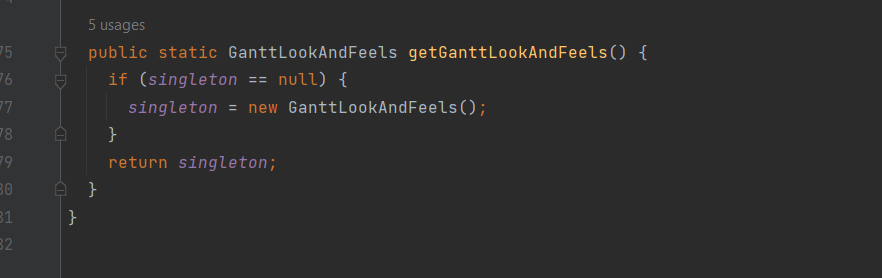 5 usages
75 public static GanttLookAndFeels getGanttLookAndFeels() {
76 if (singleton == null) {
77 singleton = new GanttLookAndFeels();
78 }
79 return singleton;
80 }
81 }
82